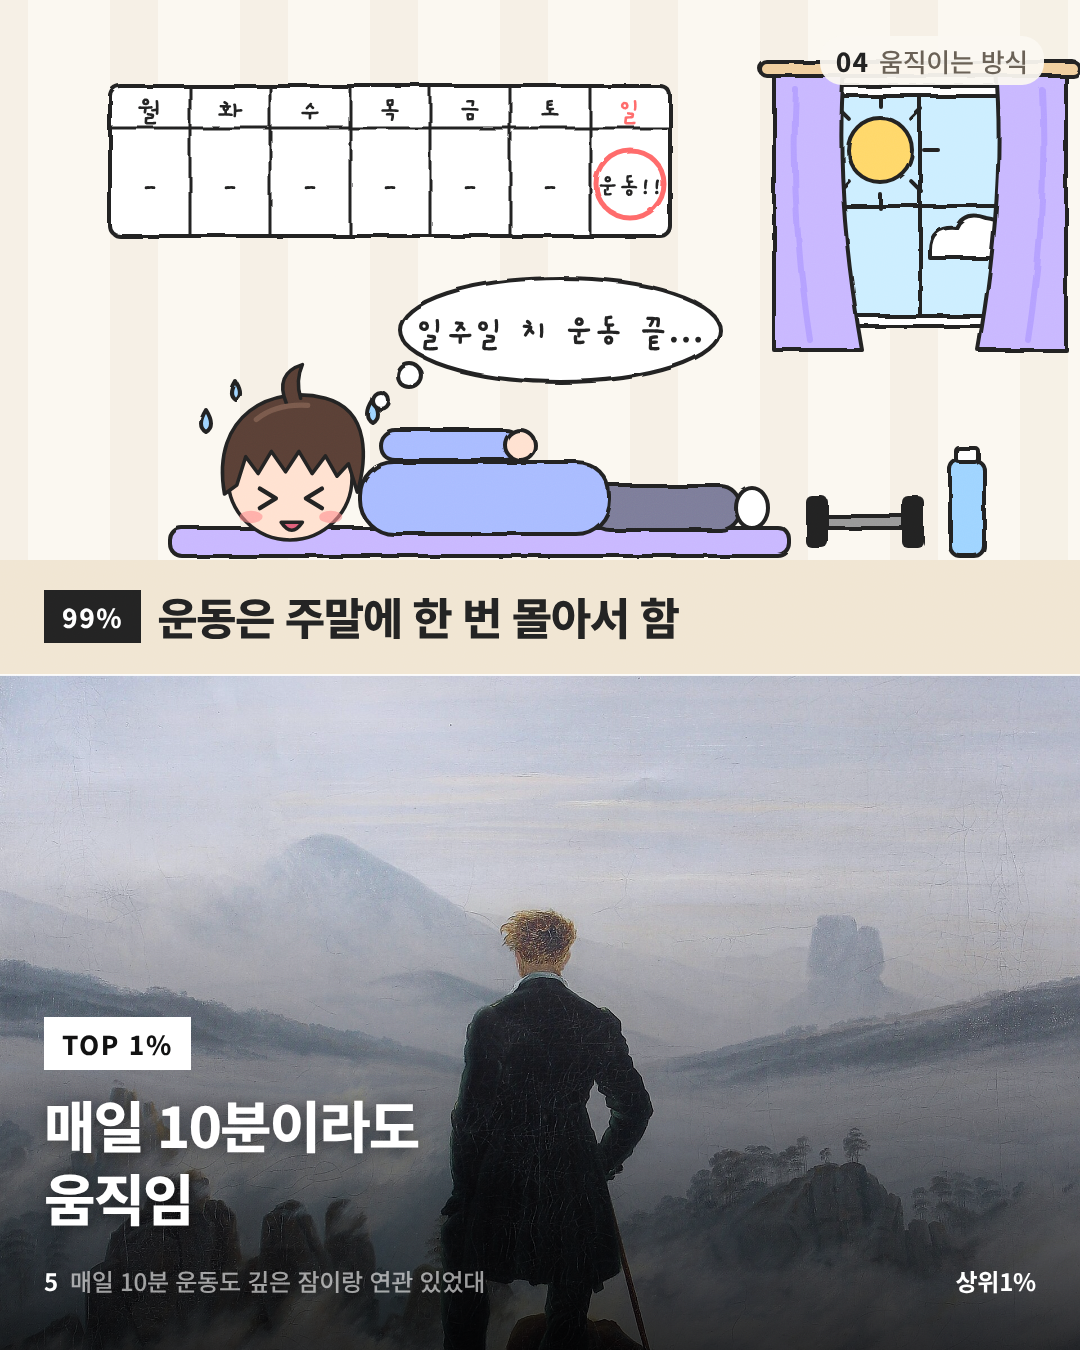 04 움직이는 방식
월 화 수 목 금 토 일
- - - - - - 운동!!
일주일 치 운동 끝...
99% 운동은 주말에 한 번 몰아서 함
TOP 1%
매일 10분이라도
움직임
5 매일 10분 운동도 깊은 잠이랑 연관 있었대
상위1%